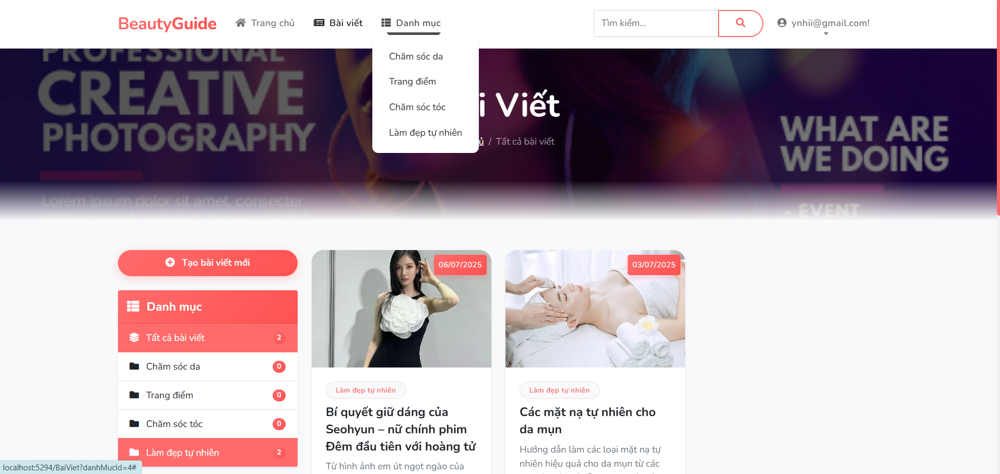 BeautyGuide
Trang chủ
Bài viết
Danh mục
Tìm kiếm...
ynhii@gmail.com!
Chăm sóc da
Trang điểm
Chăm sóc tóc
Làm đẹp tự nhiên
PROFESSIONAL
CREATIVE
PHOTOGRAPHY
Lorem ipsum dolor sit amet, consecter
i Viết
ủ / Tất cả bài viết
WHAT ARE
WE DOING
- EVENT
Tạo bài viết mới
Danh mục
Tất cả bài viết 2
Chăm sóc da 0
Trang điểm 0
Chăm sóc tóc 0
Làm đẹp tự nhiên 2
06/07/2025
Làm đẹp tự nhiên
Bí quyết giữ dáng của
Seohyun – nữ chính phim
Đêm đầu tiên với hoàng tử
Từ hình ảnh em út ngọt ngào của
03/07/2025
Làm đẹp tự nhiên
Các mặt nạ tự nhiên cho
da mụn
Hướng dẫn làm các loại mặt nạ tự
nhiên hiệu quả cho da mụn từ các
localhost:5294/BaiViet?danhMucId=4#